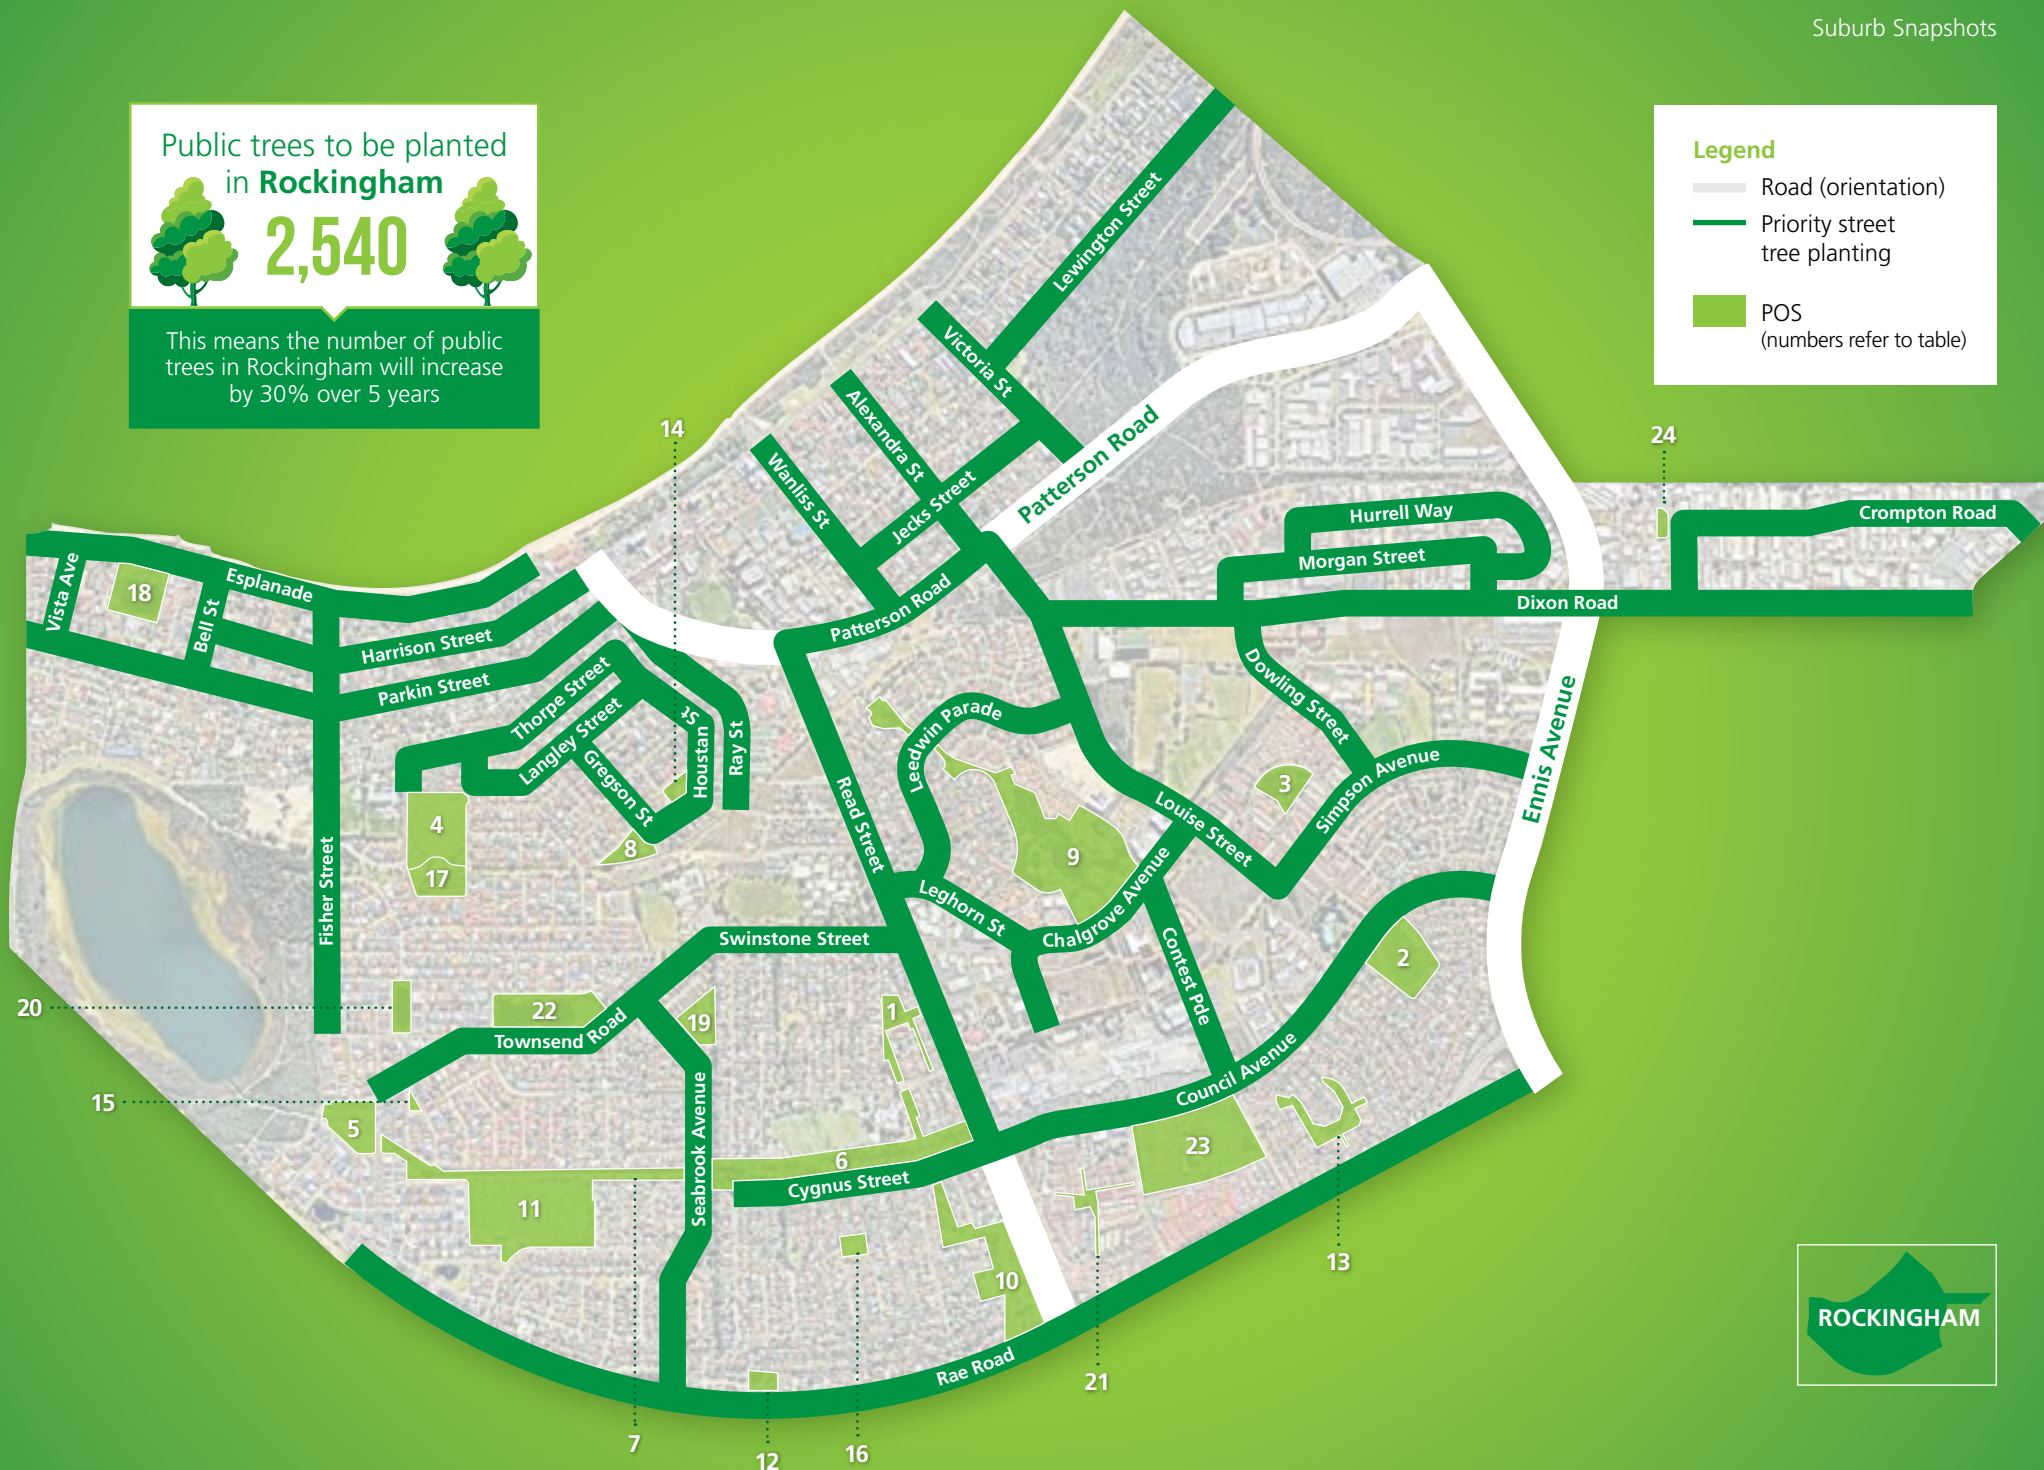 Suburb Snapshots
Public trees to be planted
in Rockingham
2,540
This means the number of public
trees in Rockingham will increase
by 30% over 5 years
Legend
Road (orientation)
Priority street
tree planting
POS
(numbers refer to table)
Lewington Street
Victoria St
Alexandra St
Wanliss St
Jecks Street
Patterson Road
Patterson Road
14
24
Hurrell Way
Morgan Street
Crompton Road
Dixon Road
Vista Ave
18
Bell St
Esplanade
Harrison Street
Parkin Street
Thorpe Street
Langley Street
Gregson St
Houstan St
Ray St
Dowling Street
Simpson Avenue
Ennis Avenue
Leedwin Parade
Read Street
Louise Street
3
4
17
8
9
Fisher Street
Leghorn St
Chalgrove Avenue
Contest Pde
Swinstone Street
2
20
22
19
1
Townsend Road
Council Avenue
15
5
Seabrook Avenue
6
Cygnus Street
23
11
13
10
16
21
Rae Road
7
12
ROCKINGHAM